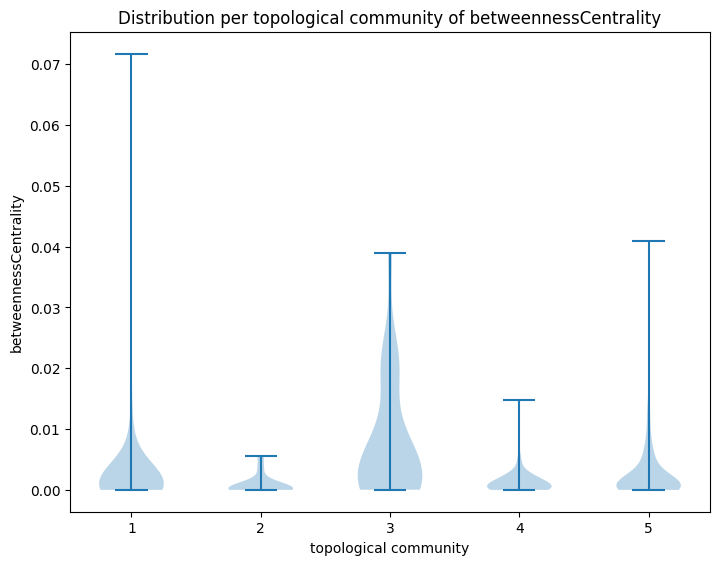 Distribution per topological community of betweennessCentrality
0.07
0.06
0.05
0.04
0.03
0.02
0.01
0.00
betweennessCentrality
1 2 3 4 5
topological community